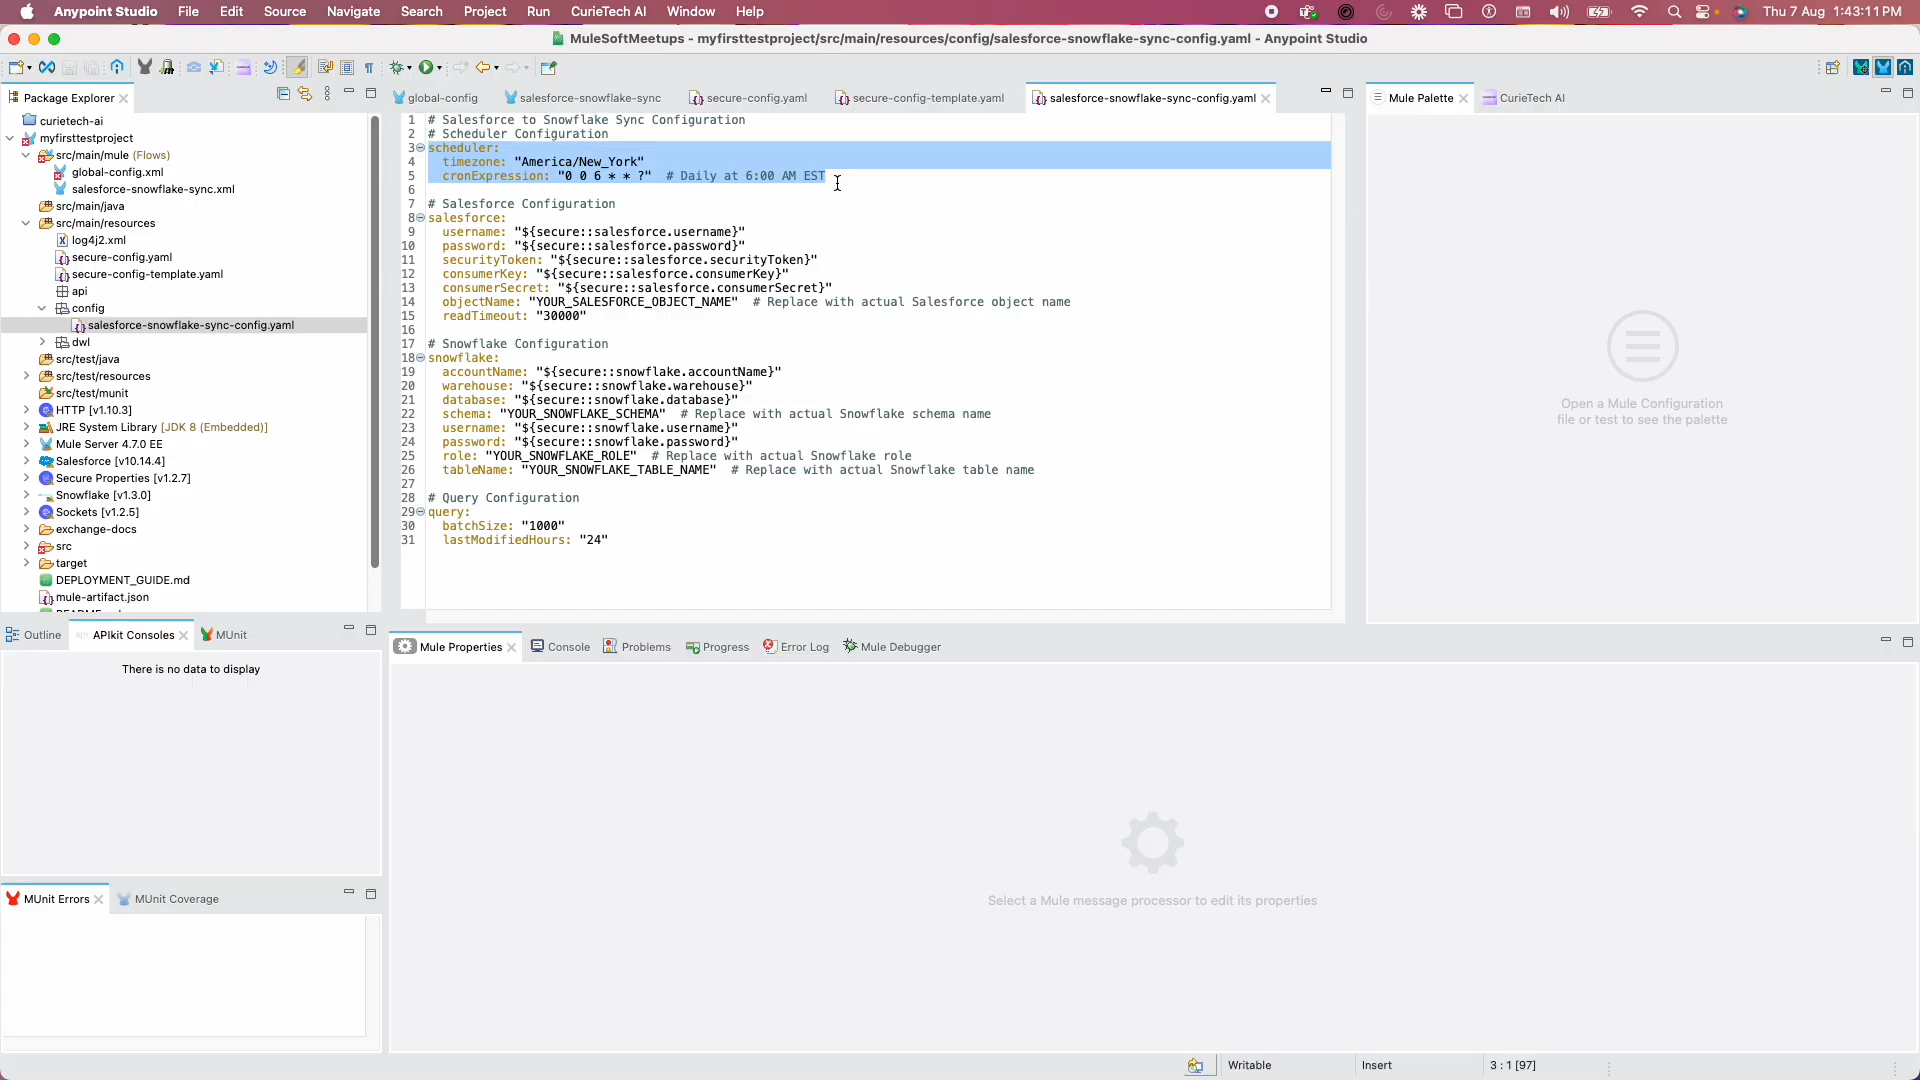 Anypoint Studio File Edit Source Navigate Search Project Run CurieTech AI Window Help Thu 7 Aug 1:43:11 PM
MuleSoftMeetups - myfirsttestproject/src/main/resources/config/salesforce-snowflake-sync-config.yaml - Anypoint Studio
Package Explorer
curietech-ai
myfirsttestproject
src/main/mule (Flows)
global-config.xml
salesforce-snowflake-sync.xml
src/main/java
src/main/resources
log4j2.xml
secure-config.yaml
secure-config-template.yaml
api
config
salesforce-snowflake-sync-config.yaml
dwl
src/test/java
src/test/resources
src/test/munit
HTTP [v1.10.3]
JRE System Library [JDK 8 (Embedded)]
Mule Server 4.7.0 EE
Salesforce [v10.14.4]
Secure Properties [v1.2.7]
Snowflake [v1.3.0]
Sockets [v1.2.5]
exchange-docs
src
target
DEPLOYMENT_GUIDE.md
mule-artifact.json
global-config salesforce-snowflake-sync secure-config.yaml secure-config-template.yaml salesforce-snowflake-sync-config.yaml
1 # Salesforce to Snowflake Sync Configuration
2 # Scheduler Configuration
3 scheduler:
4 timezone: "America/New_York"
5 cronExpression: "0 0 6 * * ?" # Daily at 6:00 AM EST
6
7 # Salesforce Configuration
8 salesforce:
9 username: "${secure::salesforce.username}"
10 password: "${secure::salesforce.password}"
11 securityToken: "${secure::salesforce.securityToken}"
12 consumerKey: "${secure::salesforce.consumerKey}"
13 consumerSecret: "${secure::salesforce.consumerSecret}"
14 objectName: "YOUR_SALESFORCE_OBJECT_NAME" # Replace with actual Salesforce object name
15 readTimeout: "30000"
16
17 # Snowflake Configuration
18 snowflake:
19 accountName: "${secure::snowflake.accountName}"
20 warehouse: "${secure::snowflake.warehouse}"
21 database: "${secure::snowflake.database}"
22 schema: "YOUR_SNOWFLAKE_SCHEMA" # Replace with actual Snowflake schema name
23 username: "${secure::snowflake.username}"
24 password: "${secure::snowflake.password}"
25 role: "YOUR_SNOWFLAKE_ROLE" # Replace with actual Snowflake role
26 tableName: "YOUR_SNOWFLAKE_TABLE_NAME" # Replace with actual Snowflake table name
27
28 # Query Configuration
29 query:
30 batchSize: "1000"
31 lastModifiedHours: "24"
Mule Palette CurieTech AI
Open a Mule Configuration
file or test to see the palette
Outline APIkit Consoles MUnit
There is no data to display
MUnit Errors MUnit Coverage
Mule Properties Console Problems Progress Error Log Mule Debugger
Select a Mule message processor to edit its properties
Writable Insert 3 : 1 [97]